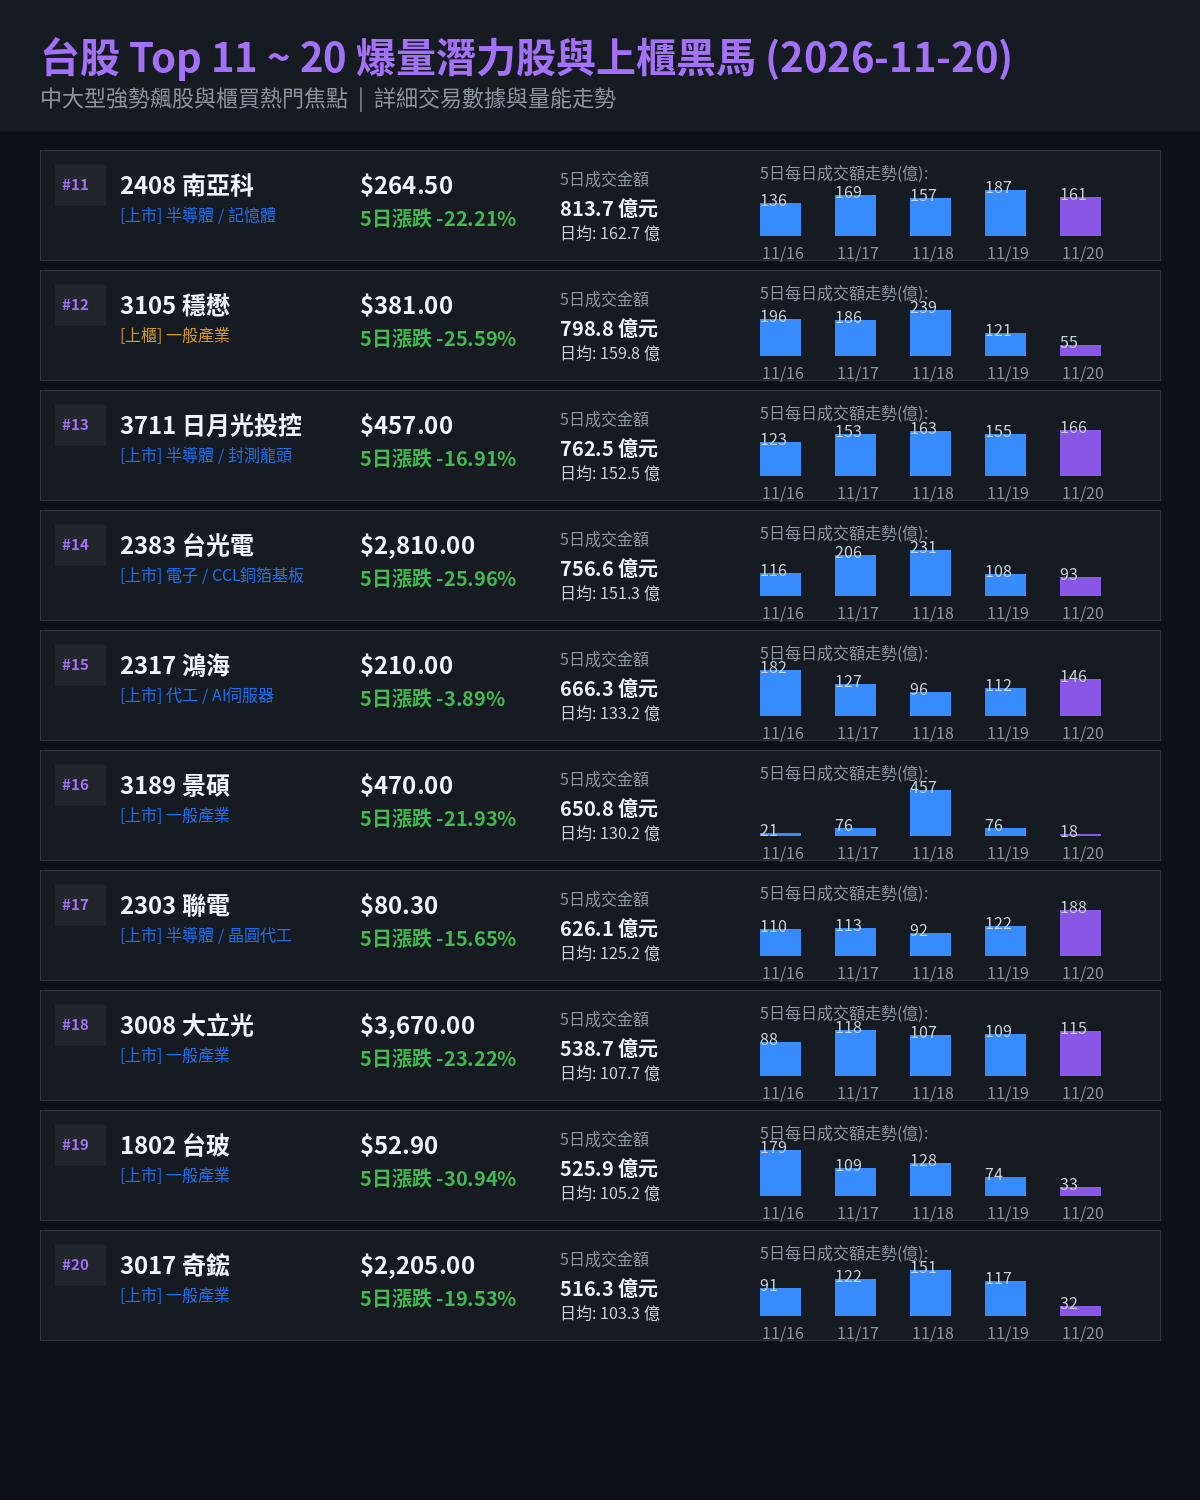 台股 Top 11 ~ 20 爆量潛力股與上櫃黑馬 (2026-11-20)
中大型強勢飆股與櫃買熱門焦點 | 詳細交易數據與量能走勢
#11
2408 南亞科
[上市] 半導體 / 記憶體
$264.50
5日漲跌 -22.21%
5日成交金額
813.7 億元
日均: 162.7 億
5日每日成交額走勢(億):
136 169 157 187 161
11/16 11/17 11/18 11/19 11/20
#12
3105 穩懋
[上櫃] 一般產業
$381.00
5日漲跌 -25.59%
5日成交金額
798.8 億元
日均: 159.8 億
5日每日成交額走勢(億):
196 186 239 121 55
11/16 11/17 11/18 11/19 11/20
#13
3711 日月光投控
[上市] 半導體 / 封測龍頭
$457.00
5日漲跌 -16.91%
5日成交金額
762.5 億元
日均: 152.5 億
5日每日成交額走勢(億):
123 153 163 155 166
11/16 11/17 11/18 11/19 11/20
#14
2383 台光電
[上市] 電子 / CCL銅箔基板
$2,810.00
5日漲跌 -25.96%
5日成交金額
756.6 億元
日均: 151.3 億
5日每日成交額走勢(億):
116 206 231 108 93
11/16 11/17 11/18 11/19 11/20
#15
2317 鴻海
[上市] 代工 / AI伺服器
$210.00
5日漲跌 -3.89%
5日成交金額
666.3 億元
日均: 133.2 億
5日每日成交額走勢(億):
182 127 96 112 146
11/16 11/17 11/18 11/19 11/20
#16
3189 景碩
[上市] 一般產業
$470.00
5日漲跌 -21.93%
5日成交金額
650.8 億元
日均: 130.2 億
5日每日成交額走勢(億):
21 76 457 76 18
11/16 11/17 11/18 11/19 11/20
#17
2303 聯電
[上市] 半導體 / 晶圓代工
$80.30
5日漲跌 -15.65%
5日成交金額
626.1 億元
日均: 125.2 億
5日每日成交額走勢(億):
110 113 92 122 188
11/16 11/17 11/18 11/19 11/20
#18
3008 大立光
[上市] 一般產業
$3,670.00
5日漲跌 -23.22%
5日成交金額
538.7 億元
日均: 107.7 億
5日每日成交額走勢(億):
88 118 107 109 115
11/16 11/17 11/18 11/19 11/20
#19
1802 台玻
[上市] 一般產業
$52.90
5日漲跌 -30.94%
5日成交金額
525.9 億元
日均: 105.2 億
5日每日成交額走勢(億):
179 109 128 74 33
11/16 11/17 11/18 11/19 11/20
#20
3017 奇鋐
[上市] 一般產業
$2,205.00
5日漲跌 -19.53%
5日成交金額
516.3 億元
日均: 103.3 億
5日每日成交額走勢(億):
91 122 151 117 32
11/16 11/17 11/18 11/19 11/20